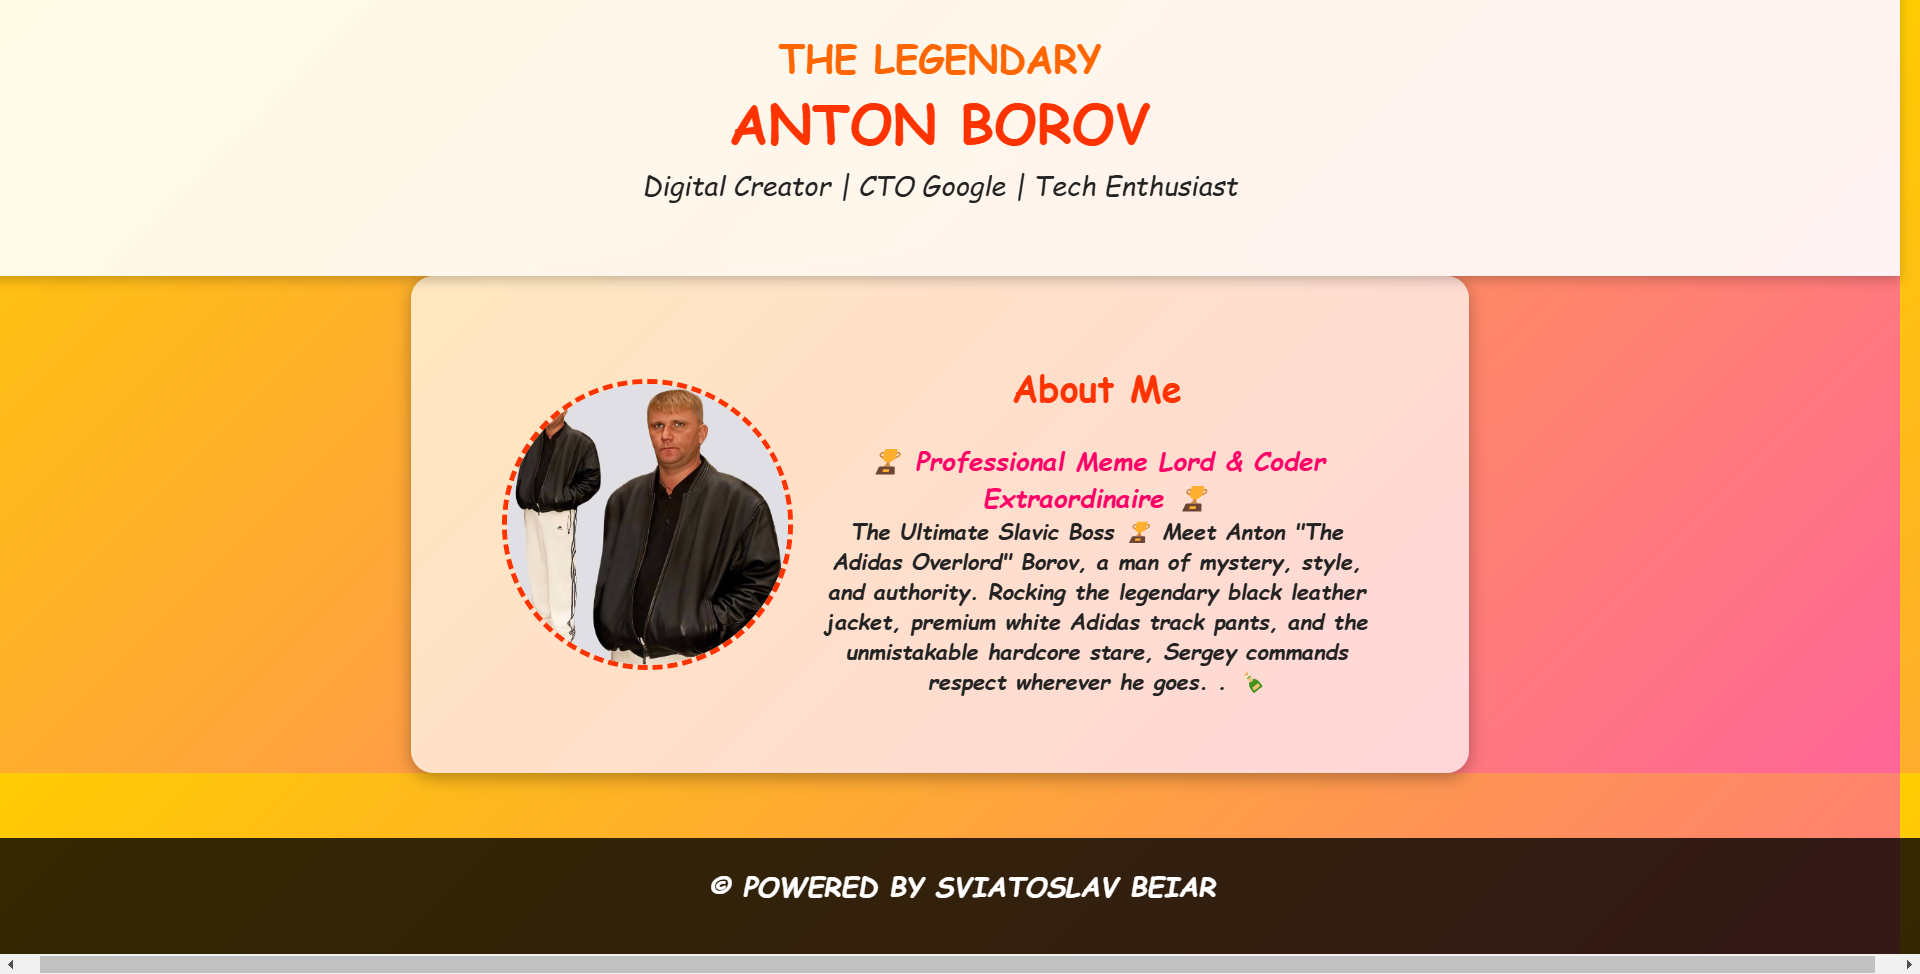 THE LEGENDARY
ANTON BOROV
Digital Creator | CTO Google | Tech Enthusiast
About Me
🏆 Professional Meme Lord & Coder
Extraordinaire 🏆
The Ultimate Slavic Boss 🏆 Meet Anton "The
Adidas Overlord" Borov, a man of mystery, style,
and authority. Rocking the legendary black leather
jacket, premium white Adidas track pants, and the
unmistakable hardcore stare, Sergey commands
respect wherever he goes. . 🍾
© POWERED BY SVIATOSLAV BEIAR